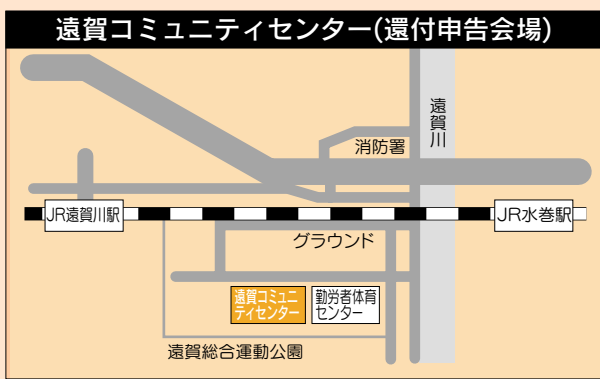 遠賀コミュニティセンター(還付申告会場)
遠賀川
消防署
JR遠賀川駅
JR水巻駅
グラウンド
遠賀コミュニ
ティセンター
勤労者体育
センター
遠賀総合運動公園